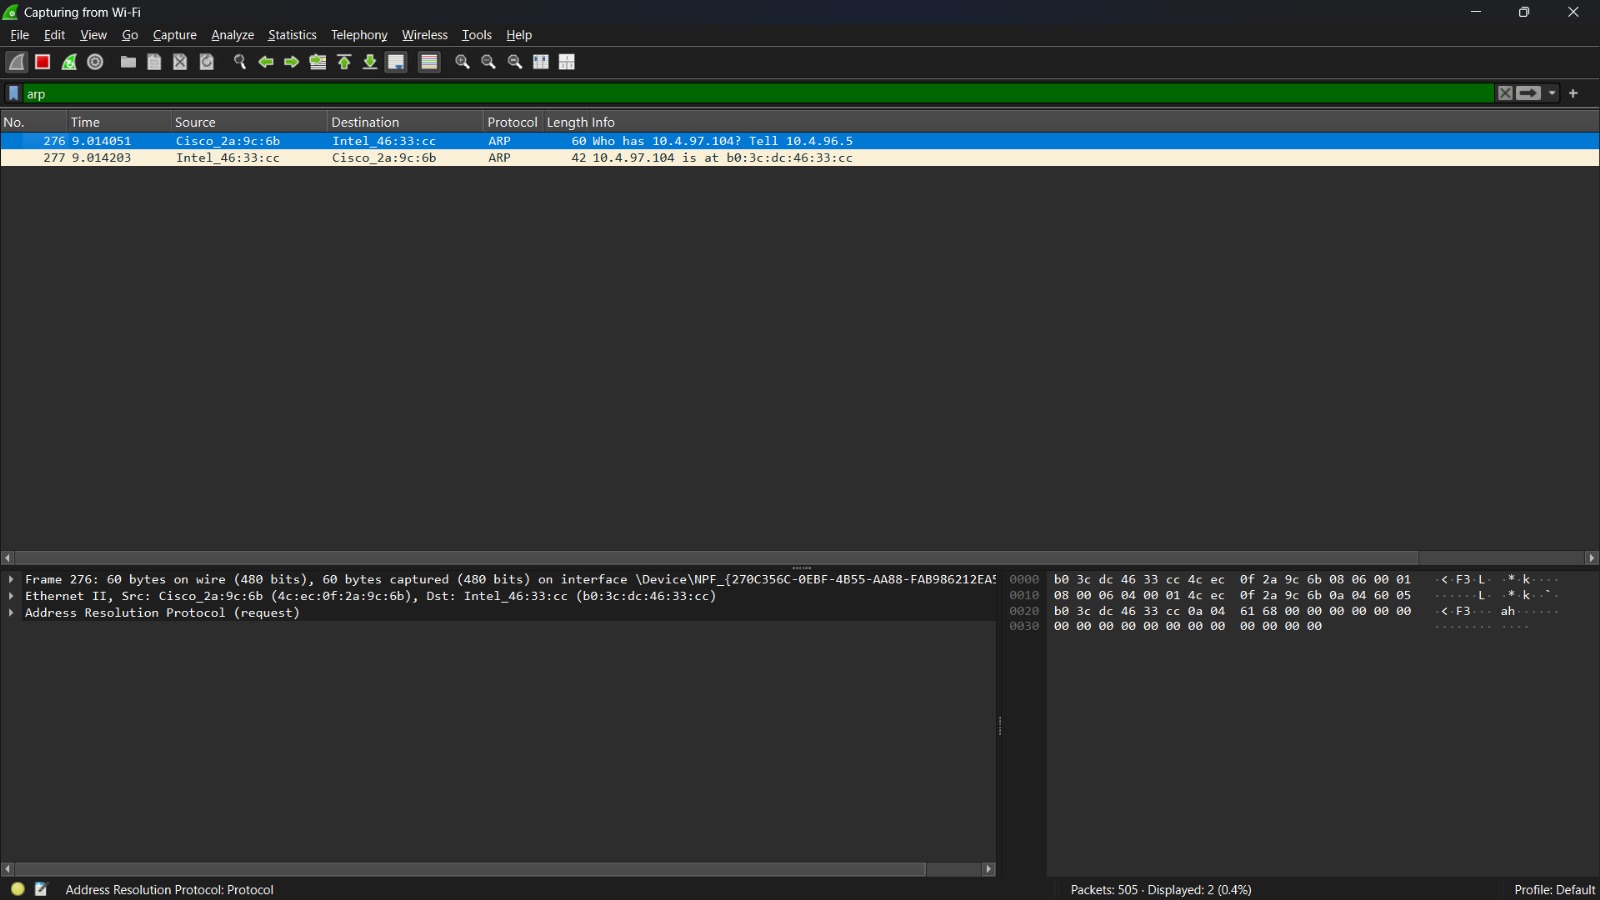 Capturing from Wi-Fi
File Edit View Go Capture Analyze Statistics Telephony Wireless Tools Help
arp
No. Time Source Destination Protocol Length Info
276 9.014051 Cisco_2a:9c:6b Intel_46:33:cc ARP 60 Who has 10.4.97.104? Tell 10.4.96.5
277 9.014203 Intel_46:33:cc Cisco_2a:9c:6b ARP 42 10.4.97.104 is at b0:3c:dc:46:33:cc
Frame 276: 60 bytes on wire (480 bits), 60 bytes captured (480 bits) on interface \Device\NPF_{270C356C-0EBF-4B55-AA88-FAB986212EA5
Ethernet II, Src: Cisco_2a:9c:6b (4c:ec:0f:2a:9c:6b), Dst: Intel_46:33:cc (b0:3c:dc:46:33:cc)
Address Resolution Protocol (request)
0000 b0 3c dc 46 33 cc 4c ec 0f 2a 9c 6b 08 06 00 01 ·<·F3·L· ·*·k····
0010 08 00 06 04 00 01 4c ec 0f 2a 9c 6b 0a 04 60 05 ······L· ·*·k··`·
0020 b0 3c dc 46 33 cc 0a 04 61 68 00 00 00 00 00 00 ·<·F3··· ah······
0030 00 00 00 00 00 00 00 00 00 00 00 00 ········ ····
Address Resolution Protocol: Protocol
Packets: 505 · Displayed: 2 (0.4%)
Profile: Default